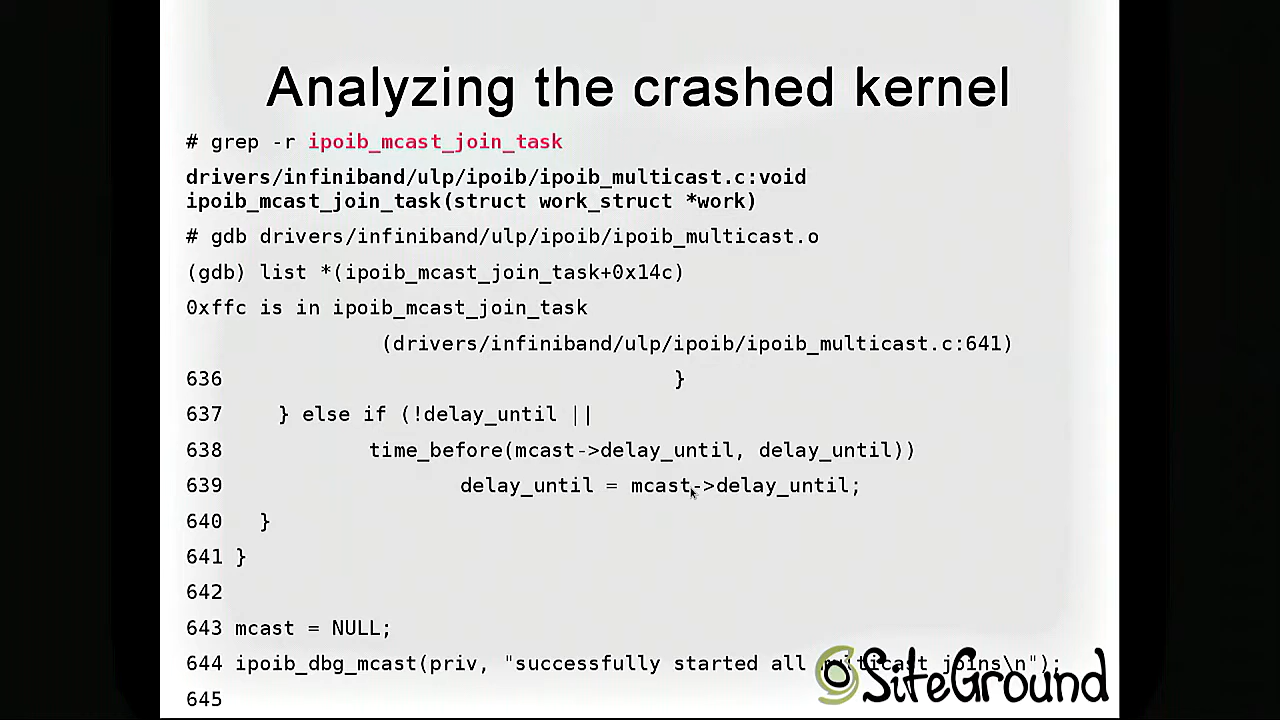 Analyzing the crashed kernel
# grep -r ipoib_mcast_join_task
drivers/infiniband/ulp/ipoib/ipoib_multicast.c:void
ipoib_mcast_join_task(struct work_struct *work)
# gdb drivers/infiniband/ulp/ipoib/ipoib_multicast.o
(gdb) list *(ipoib_mcast_join_task+0x14c)
0xffc is in ipoib_mcast_join_task
(drivers/infiniband/ulp/ipoib/ipoib_multicast.c:641)
636 }
637 } else if (!delay_until ||
638 time_before(mcast->delay_until, delay_until))
639 delay_until = mcast->delay_until;
640 }
641 }
642
643 mcast = NULL;
644 ipoib_dbg_mcast(priv, "successfully started all multicast joins\n");
645
SiteGround